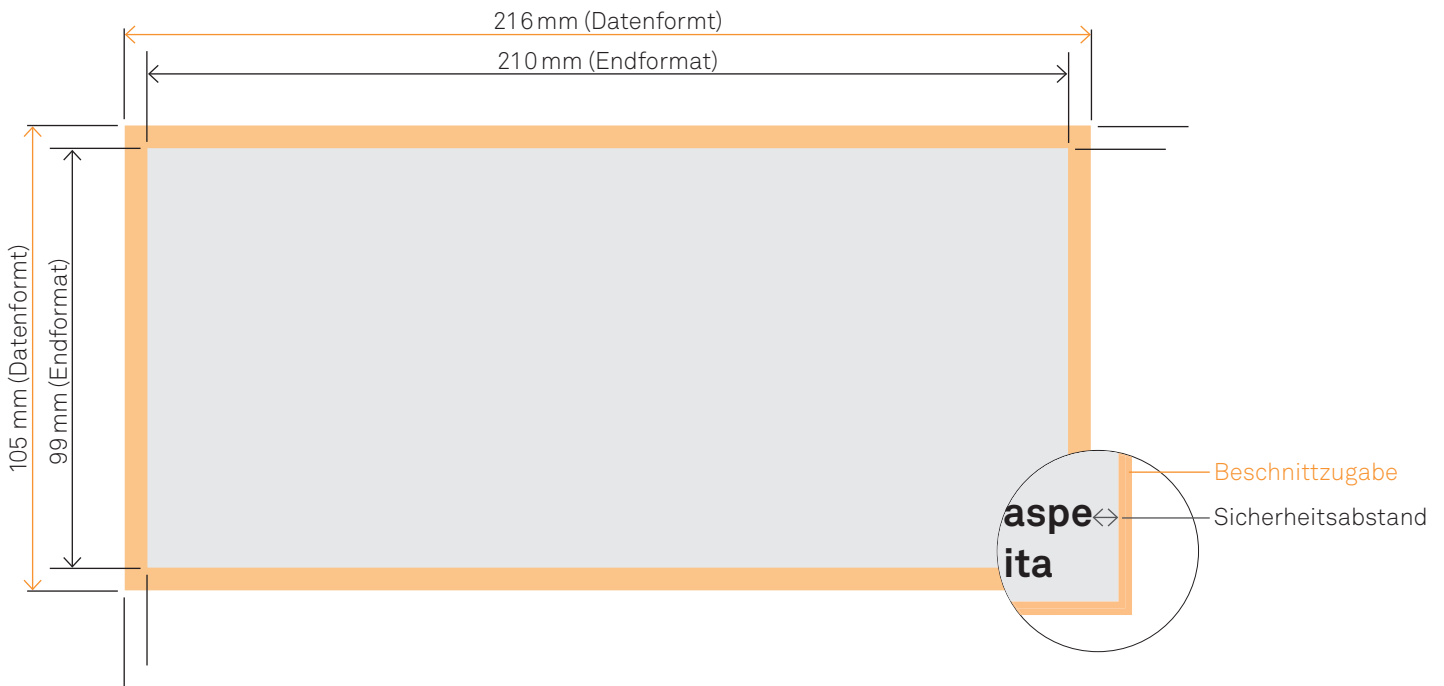 216 mm (Datenformt)
210 mm (Endformat)
105 mm (Datenformt)
99 mm (Endformat)
Beschnittzugabe
aspe
Sicherheitsabstand
ita